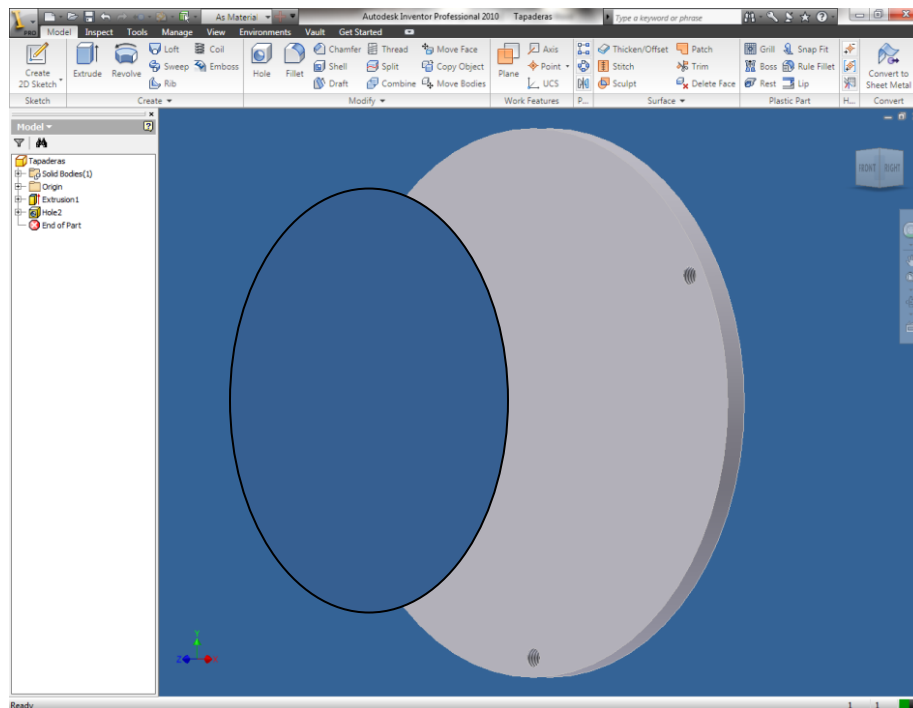 As Material Autodesk Inventor Professional 2010 Tapaderas Type a keyword or phrase
PRO Model Inspect Tools Manage View Environments Vault Get Started
Create 2D Sketch Extrude Revolve Loft Coil Sweep Emboss Rib Hole Fillet Chamfer Thread Move Face Shell Split Copy Object Draft Combine Move Bodies Plane Axis Point UCS Thicken/Offset Patch Stitch Trim Sculpt Delete Face Grill Snap Fit Boss Rule Fillet Rest Lip Convert to Sheet Metal
Sketch Create Modify Work Features P... Surface Plastic Part H... Convert
Model
Tapaderas
Solid Bodies(1)
Origin
Extrusion1
Hole2
End of Part
FRONT RIGHT
Y
Z X
Ready 1 1